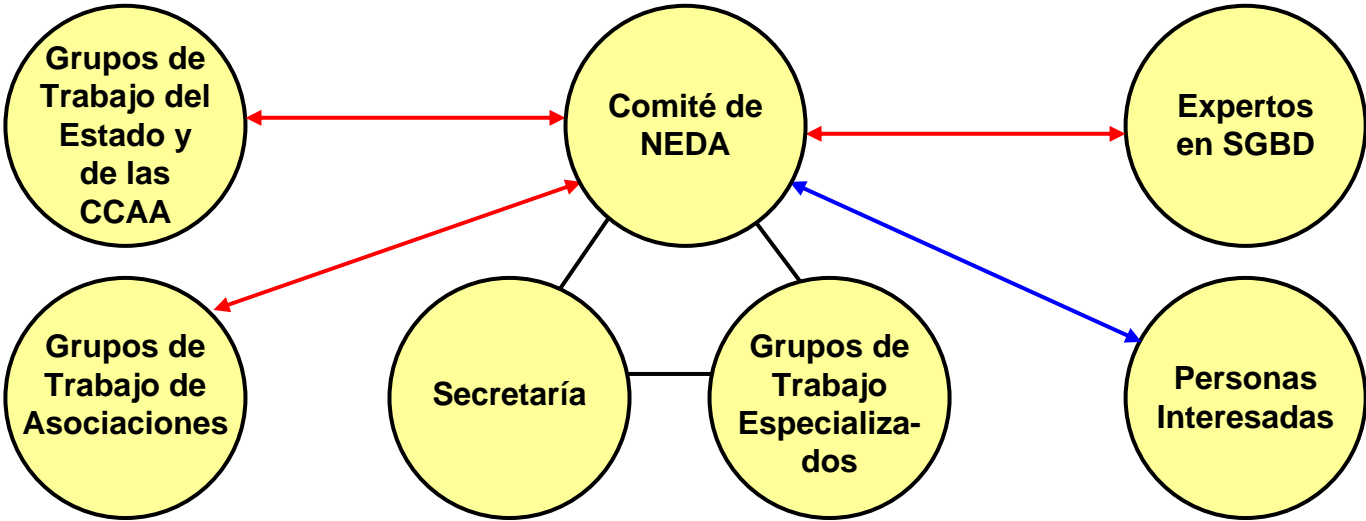 Grupos de
Trabajo del
Estado y
de las
CCAA
Comité de
NEDA
Expertos
en SGBD
Grupos de
Trabajo de
Asociaciones
Secretaría
Grupos de
Trabajo
Especializa-
dos
Personas
Interesadas